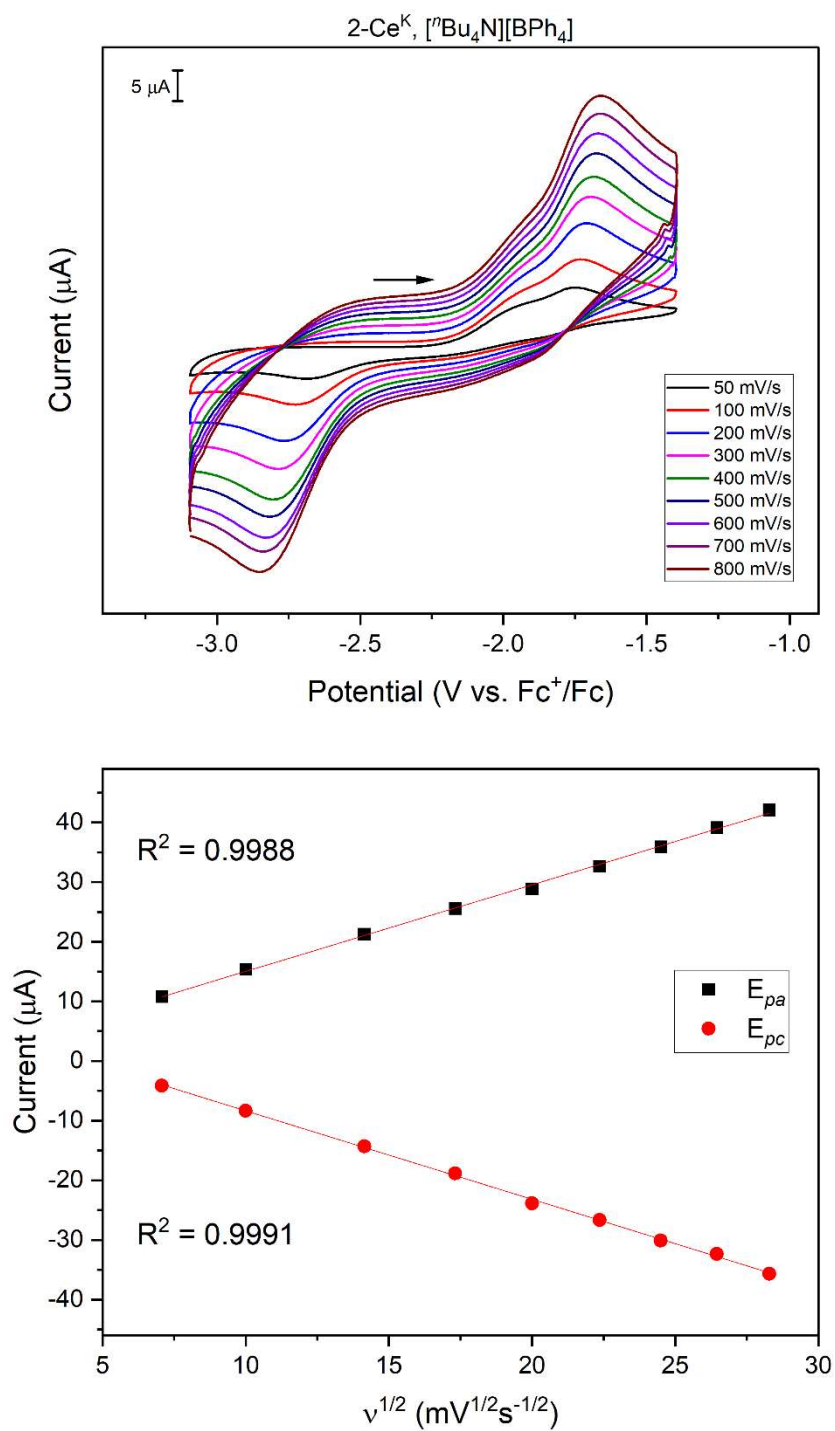 2-Ceᴷ, [ⁿBu₄N][BPh₄]
5 μA
Current (μA)
50 mV/s
100 mV/s
200 mV/s
300 mV/s
400 mV/s
500 mV/s
600 mV/s
700 mV/s
800 mV/s
-3.0 -2.5 -2.0 -1.5 -1.0
Potential (V vs. Fc⁺/Fc)
40
30
20
10
0
-10
-20
-30
-40
Current (μA)
R² = 0.9988
E_pa
E_pc
R² = 0.9991
5 10 15 20 25 30
ν^1/2 (mV^1/2s^-1/2)